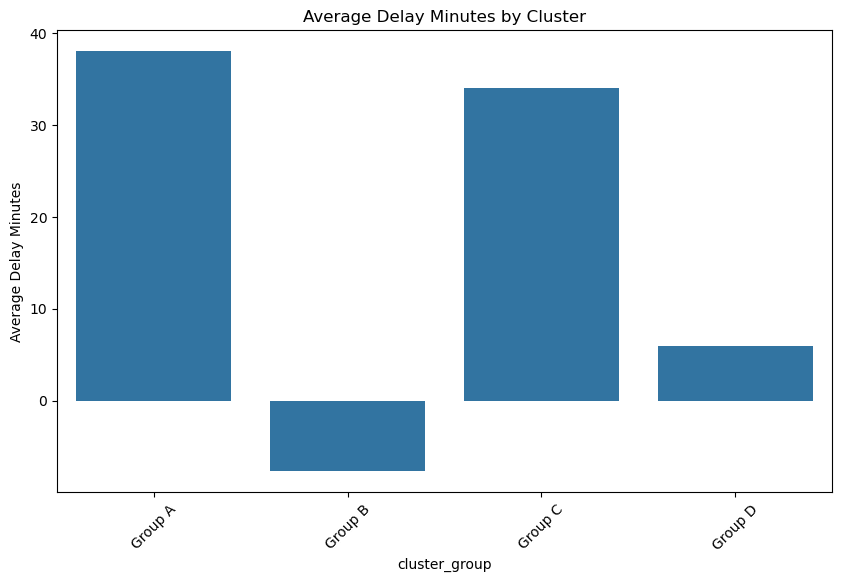 Average Delay Minutes by Cluster
Average Delay Minutes
40
30
20
10
0
Group A
Group B
Group C
Group D
cluster_group